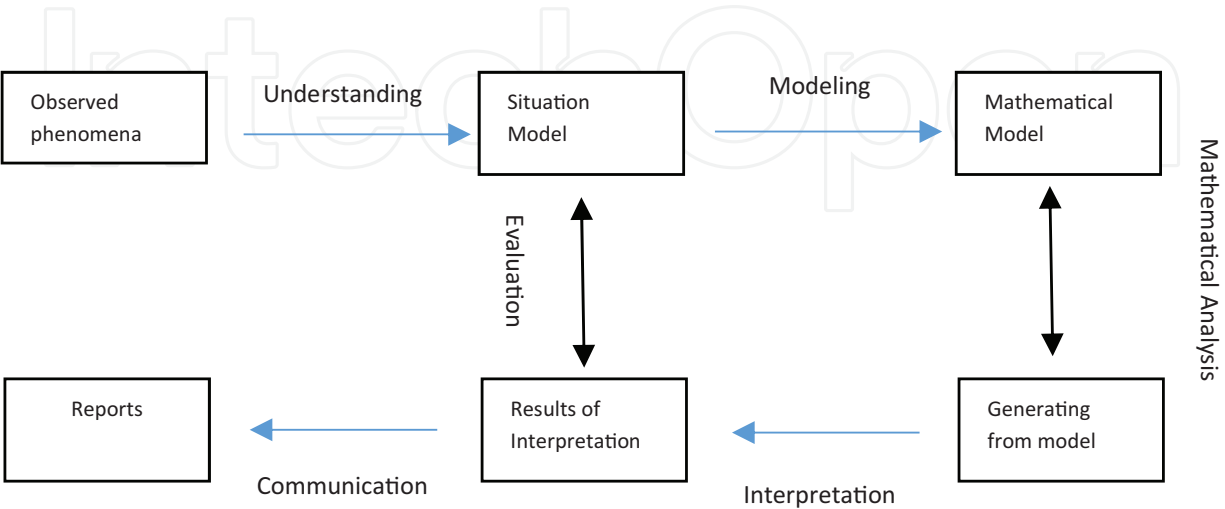 IntechOpen
Observed
phenomena
Understanding
Situation
Model
Modeling
Mathematical
Model
Mathematical Analysis
Evaluation
Reports
Communication
Results of
Interpretation
Interpretation
Generating
from model